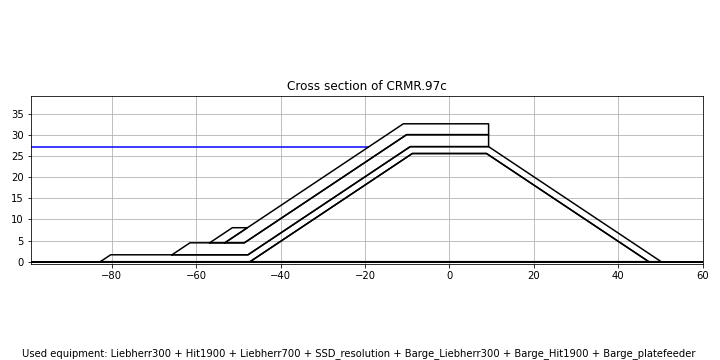 Cross section of CRMR.97c
35
30
25
20
15
10
5
0
−80 −60 −40 −20 0 20 40 60
Used equipment: Liebherr300 + Hit1900 + Liebherr700 + SSD_resolution + Barge_Liebherr300 + Barge_Hit1900 + Barge_platefeeder